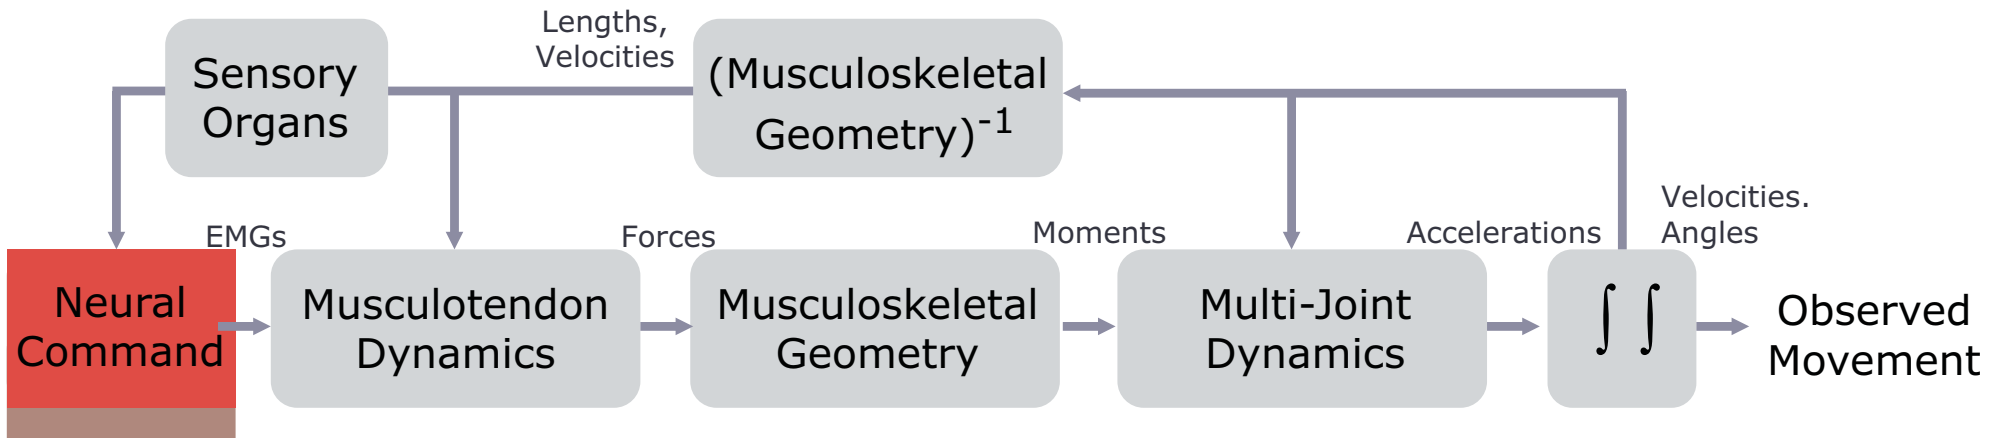 Lengths,
Velocities
Sensory
Organs
(Musculoskeletal
Geometry)-1
Velocities.
Angles
EMGs
Forces
Moments
Accelerations
Neural
Command
Musculotendon
Dynamics
Musculoskeletal
Geometry
Multi-Joint
Dynamics
∫ ∫
Observed
Movement